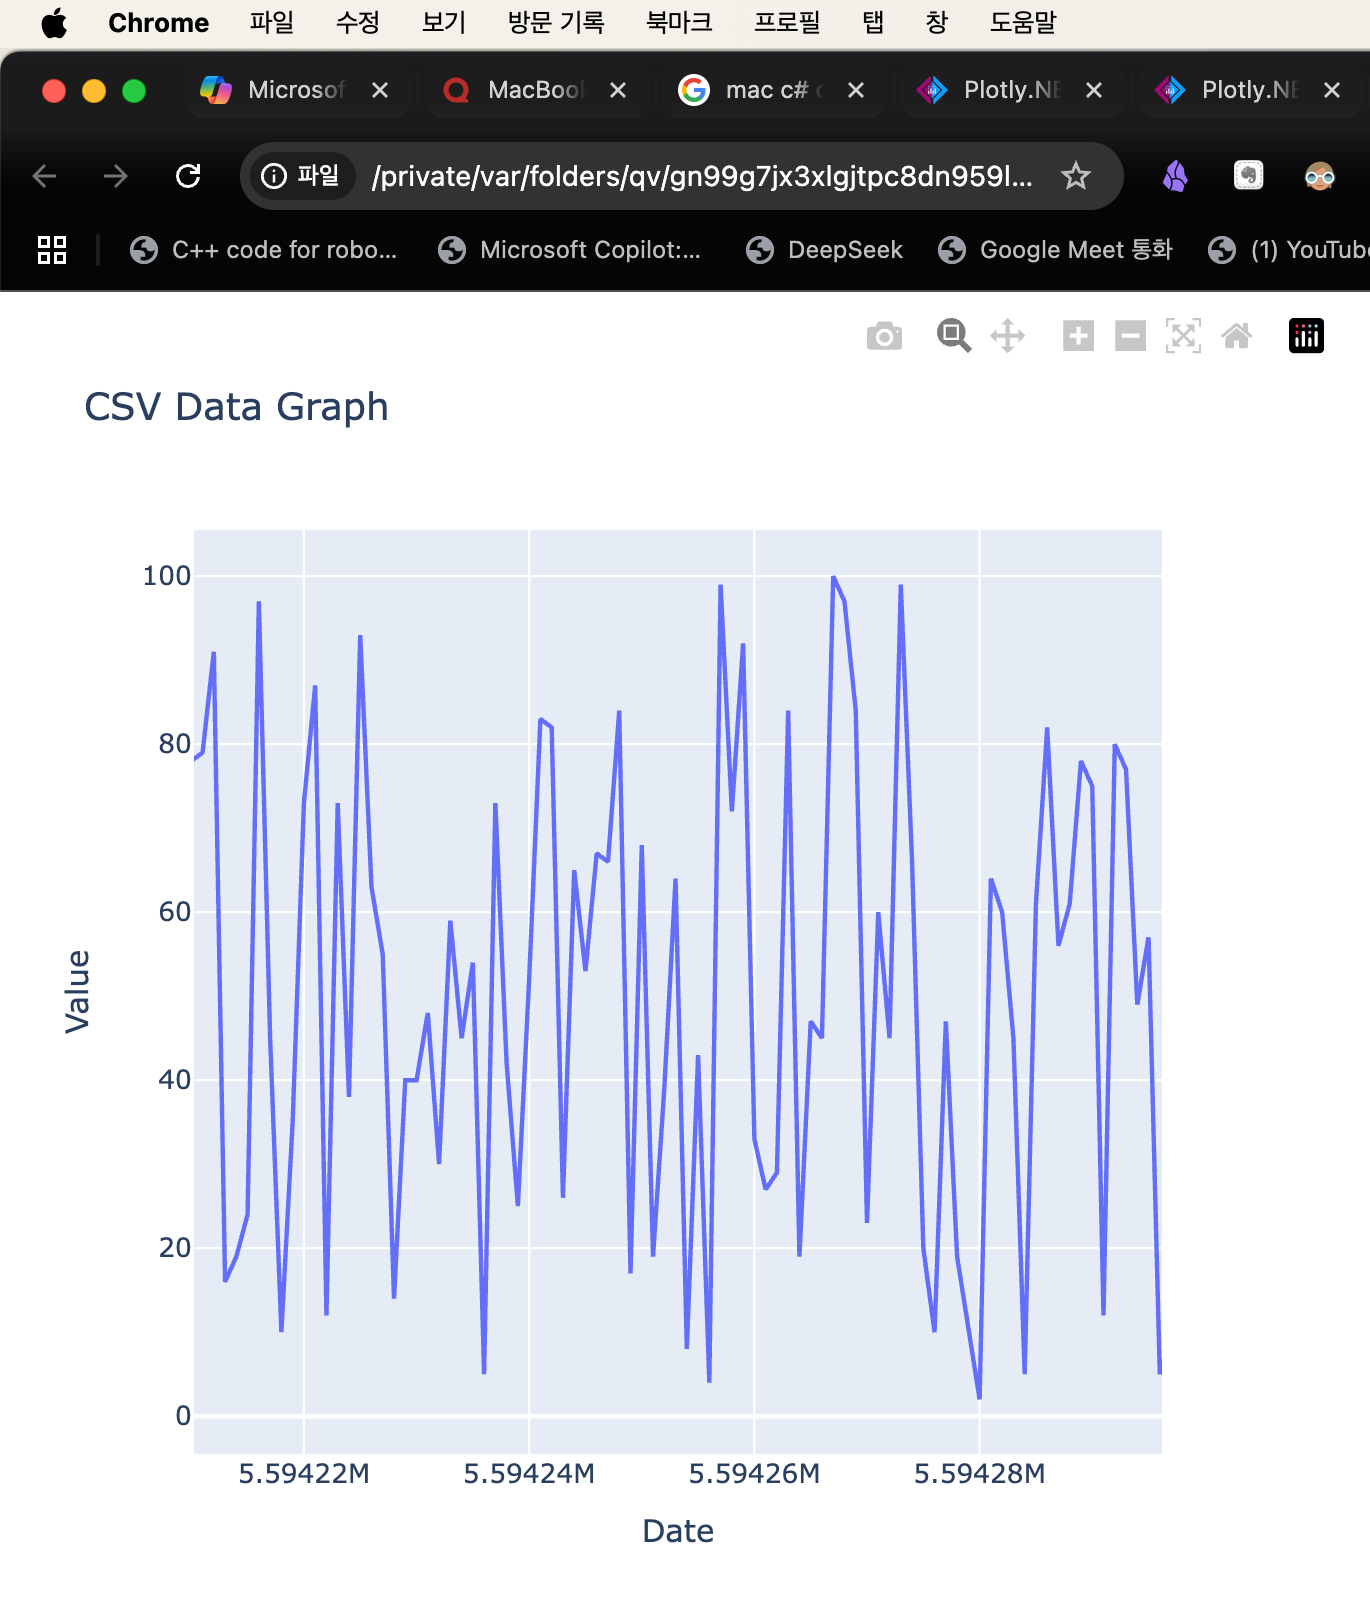 Chrome 파일 수정 보기 방문 기록 북마크 프로필 탭 창 도움말
Microsof MacBool mac c# Plotly.NE Plotly.NE
파일 /private/var/folders/qv/gn99g7jx3xlgjtpc8dn959l...
C++ code for robo... Microsoft Copilot:... DeepSeek Google Meet 통화 (1) YouTube
CSV Data Graph
100
80
60
40
20
0
Value
5.59422M 5.59424M 5.59426M 5.59428M
Date